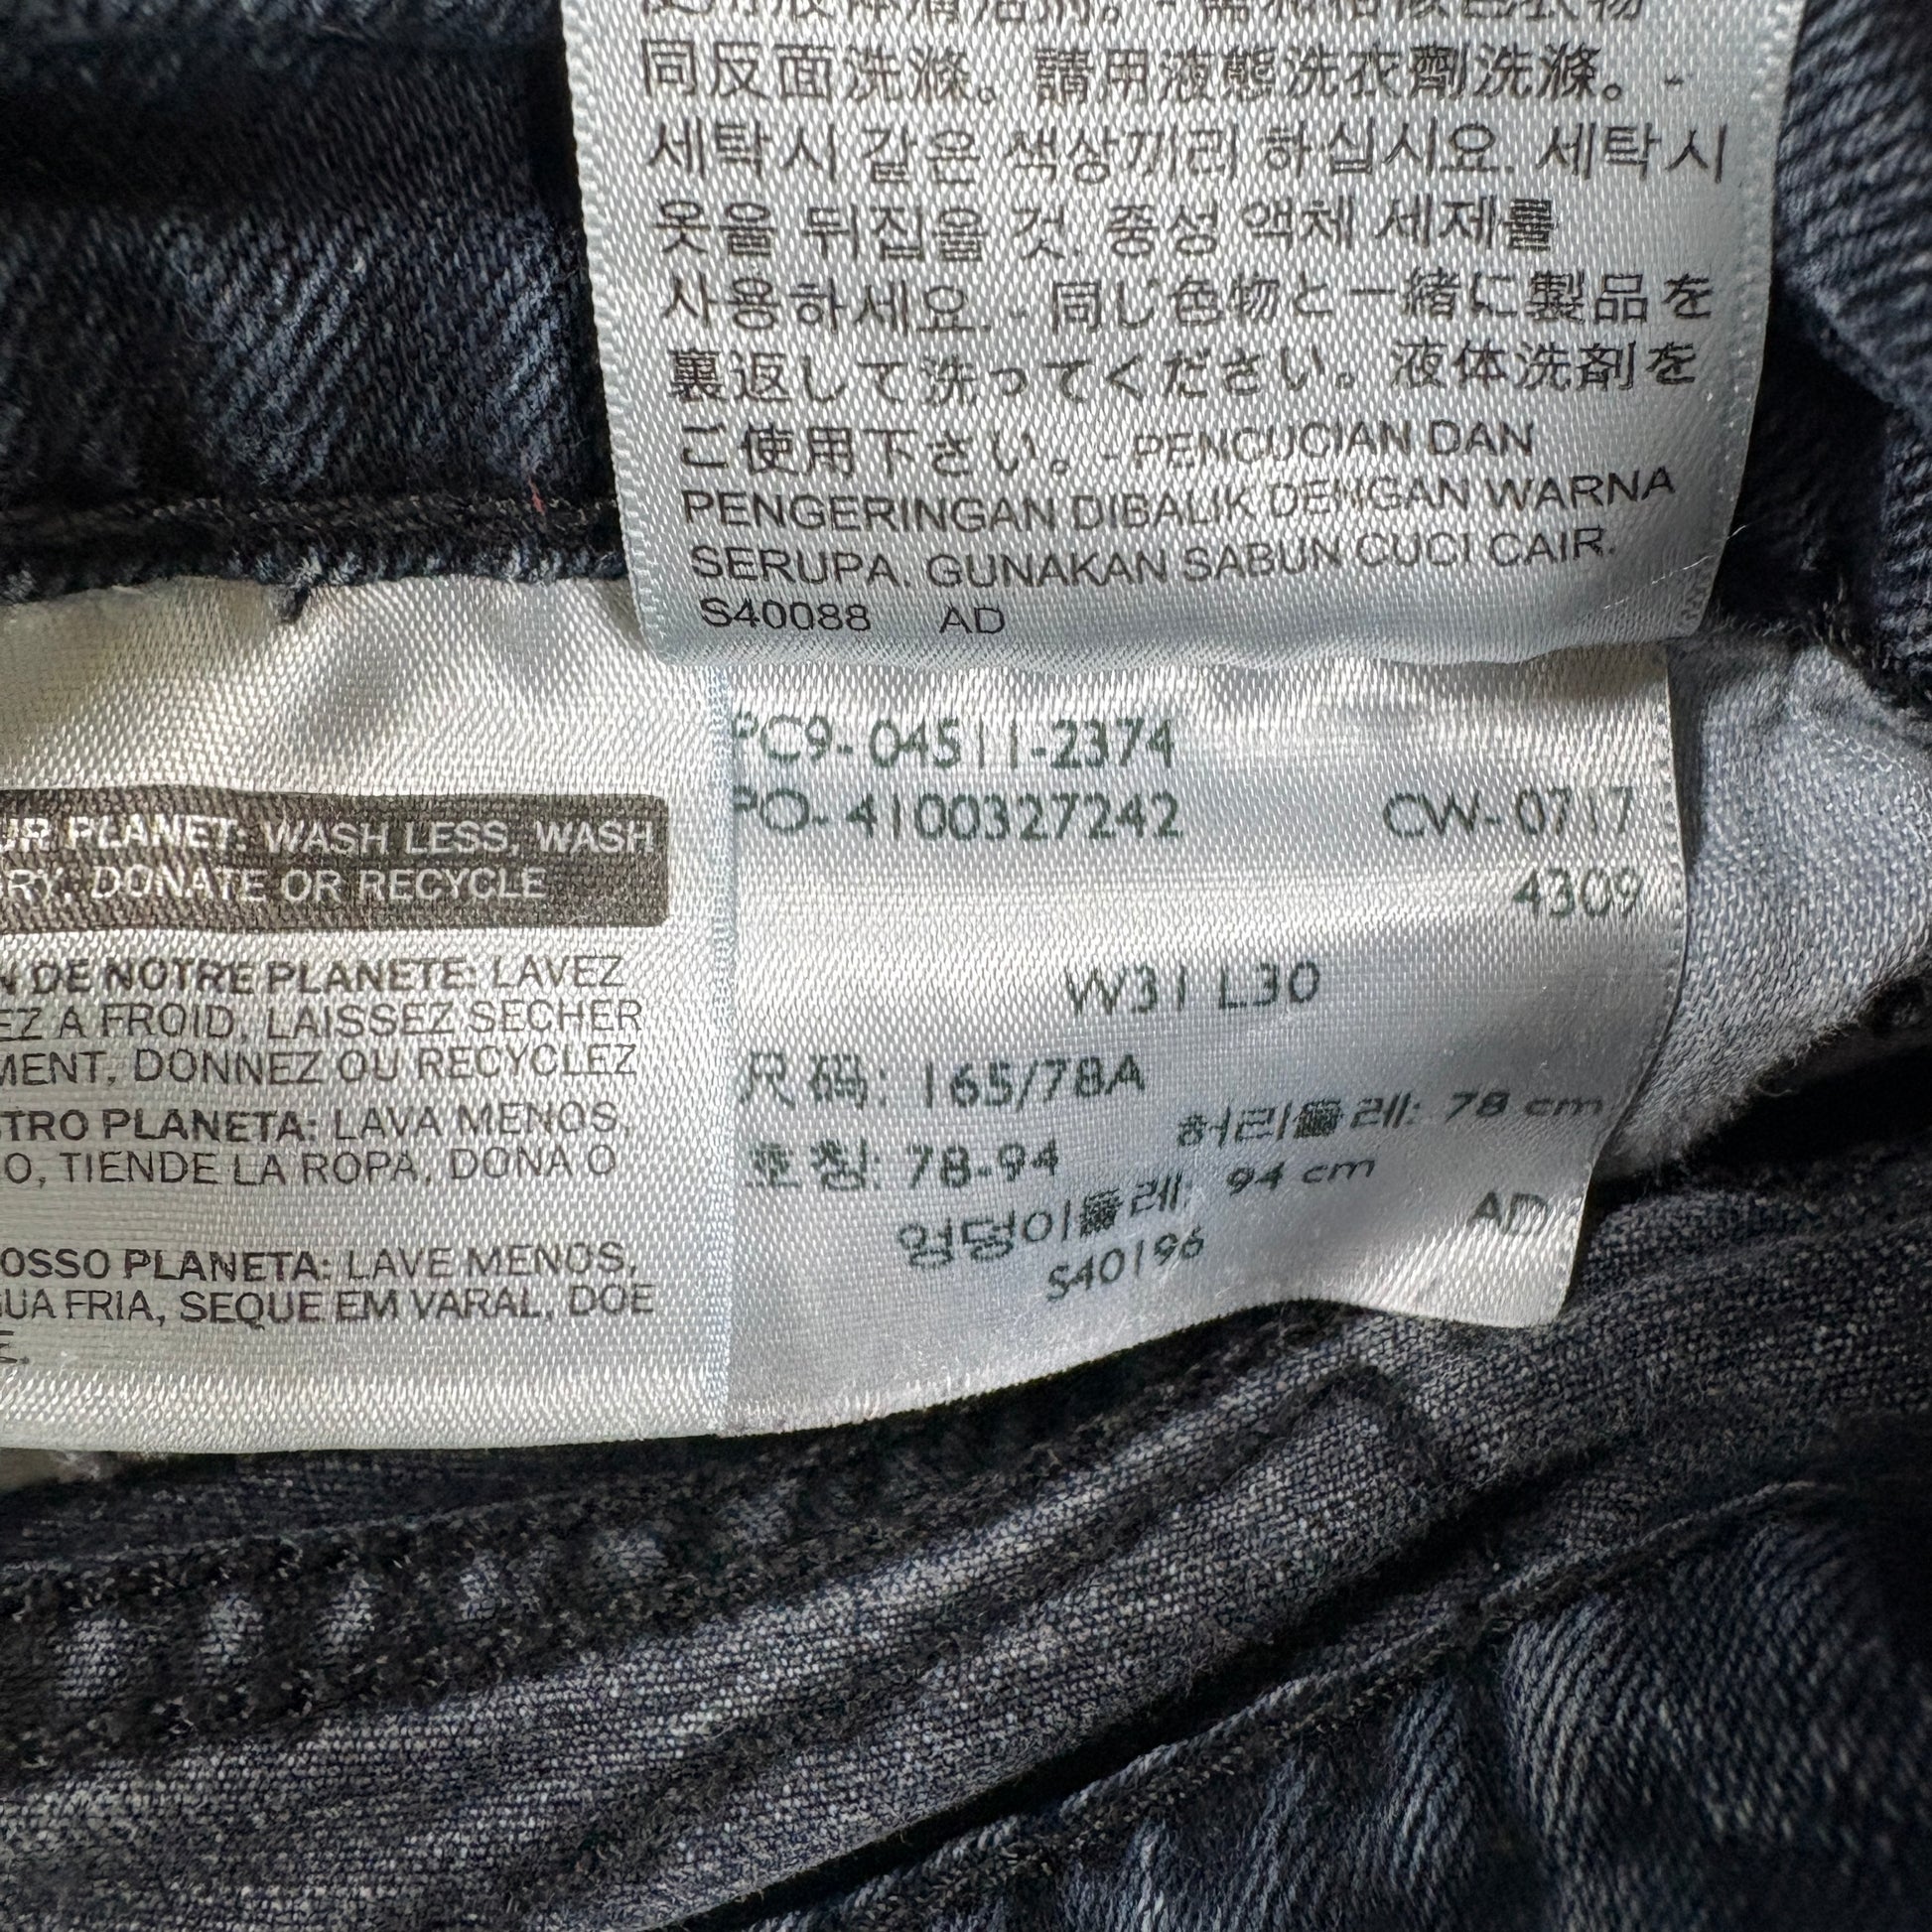 同反面洗滌。請用液態洗衣劑洗滌。-
세탁시 같은 색상끼리 하십시요. 세탁시
옷을 뒤집을 것. 중성 액체 세제를
사용하세요. - 同じ色物と一緒に製品を
裏返して洗ってください。液体洗剤を
ご使用下さい。-PENCUCIAN DAN
PENGERINGAN DIBALIK DENGAN WARNA
SERUPA. GUNAKAN SABUN CUCI CAIR.
S40088 AD
UR PLANET: WASH LESS, WASH
RY, DONATE OR RECYCLE
N DE NOTRE PLANETE: LAVEZ
EZ A FROID, LAISSEZ SECHER
MENT, DONNEZ OU RECYCLEZ
STRO PLANETA: LAVA MENOS,
O, TIENDE LA ROPA, DONA O
OSSO PLANETA: LAVE MENOS,
GUA FRIA, SEQUE EM VARAL, DOE
E.
PC9-04511-2374
PO-4100327242 CW-0717
4309
W31 L30
尺码: 165/78A
호칭: 78-94 허리둘레: 78 cm
엉덩이둘레: 94 cm
S40196 AD